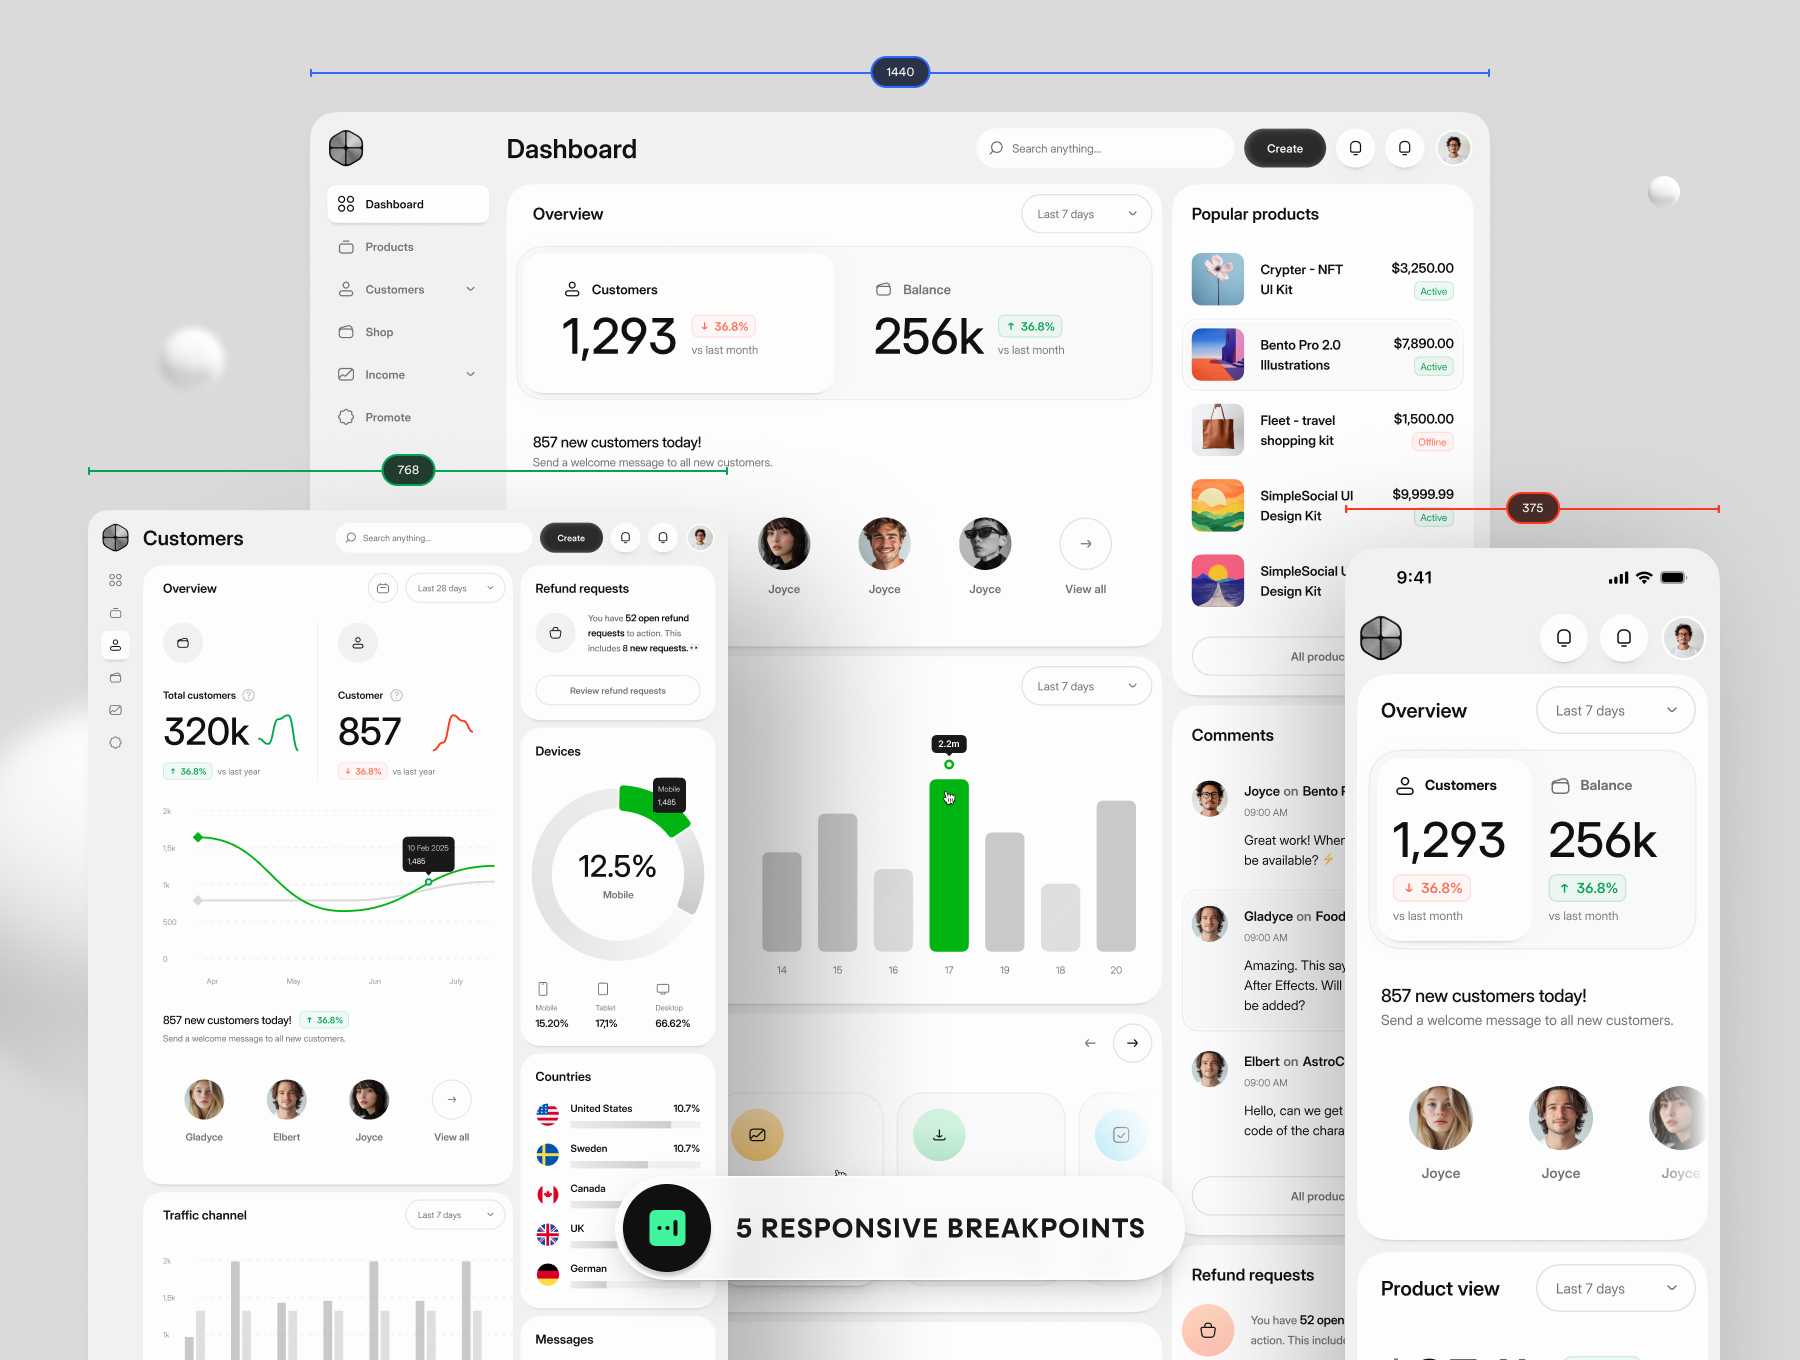 1440
Dashboard
Search anything...
Create
Dashboard
Products
Customers
Shop
Income
Promote
Overview
Last 7 days
Customers
1,293
36.8%
vs last month
Balance
256k
36.8%
vs last month
857 new customers today!
Send a welcome message to all new customers.
Joyce
Joyce
Joyce
View all
Last 7 days
2.2m
14
15
16
17
19
18
20
Popular products
Crypter - NFT
UI Kit
$3,250.00
Active
Bento Pro 2.0
Illustrations
$7,890.00
Active
Fleet - travel
shopping kit
$1,500.00
Offline
SimpleSocial UI
Design Kit
$9,999.99
Active
SimpleSocial U
Design Kit
All produc
Comments
Joyce on Bento
09:00 AM
Great work! When
be available? ⚡
Gladyce on Food
09:00 AM
Amazing. This say
After Effects. Will
be added?
Elbert on AstroC
09:00 AM
Hello, can we get
code of the chara
All produc
Refund requests
You have 52 open
action. This include
768
Customers
Search anything...
Create
Overview
Last 28 days
Total customers
?
320k
36.8%
vs last year
Customer
?
857
36.8%
vs last year
2k
1,5k
1k
500
0
10 Feb 2025
1,485
Apr
May
Jun
July
857 new customers today!
36.8%
Send a welcome message to all new customers.
Gladyce
Elbert
Joyce
View all
Traffic channel
Last 7 days
2k
1,5k
1k
Refund requests
You have 52 open refund
requests to action. This
includes 8 new requests. 👀
Review refund requests
Devices
Mobile
1,485
12.5%
Mobile
Mobile
15.20%
Tablet
17,1%
Desktop
66.62%
Countries
United States
10.7%
Sweden
10.7%
Canada
UK
German
Messages
5 RESPONSIVE BREAKPOINTS
375
9:41
Overview
Last 7 days
Customers
1,293
36.8%
vs last month
Balance
256k
36.8%
vs last month
857 new customers today!
Send a welcome message to all new customers.
Joyce
Joyce
Joyce
Product view
Last 7 days